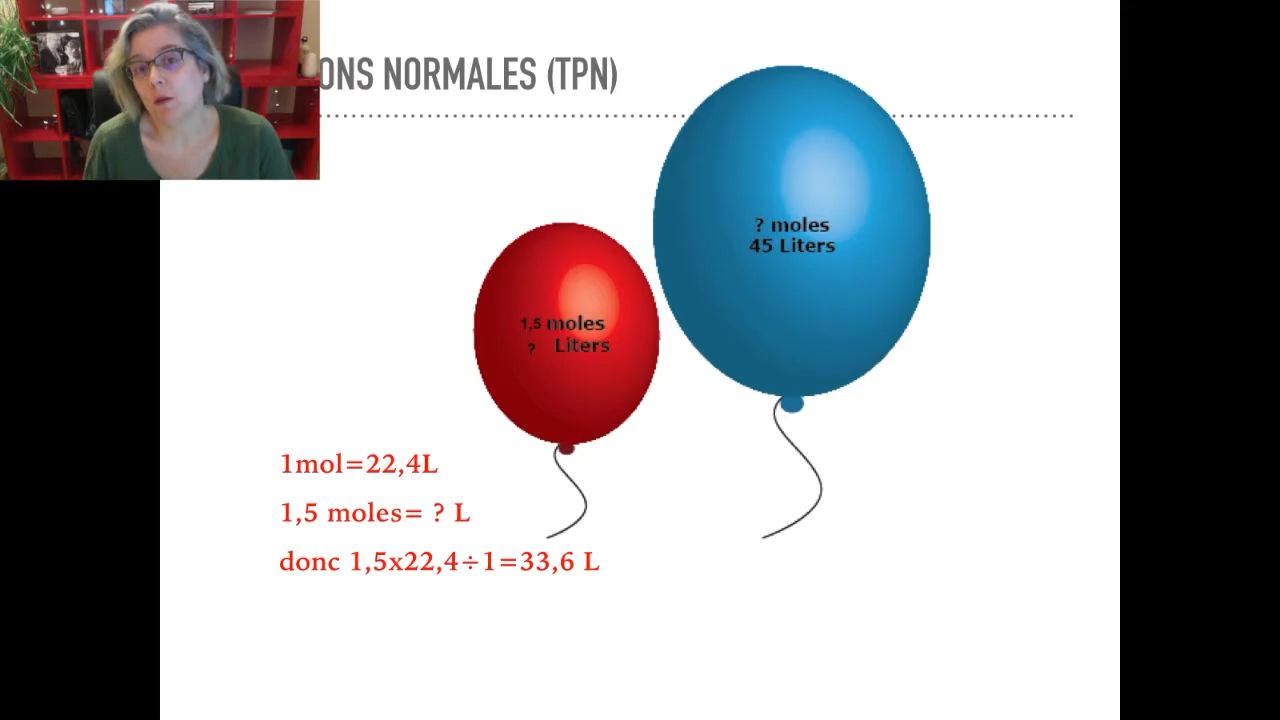 ONS NORMALES (TPN)
? moles
45 Liters
1,5 moles
? Liters
1mol=22,4L
1,5 moles= ? L
donc 1,5x22,4÷1=33,6 L